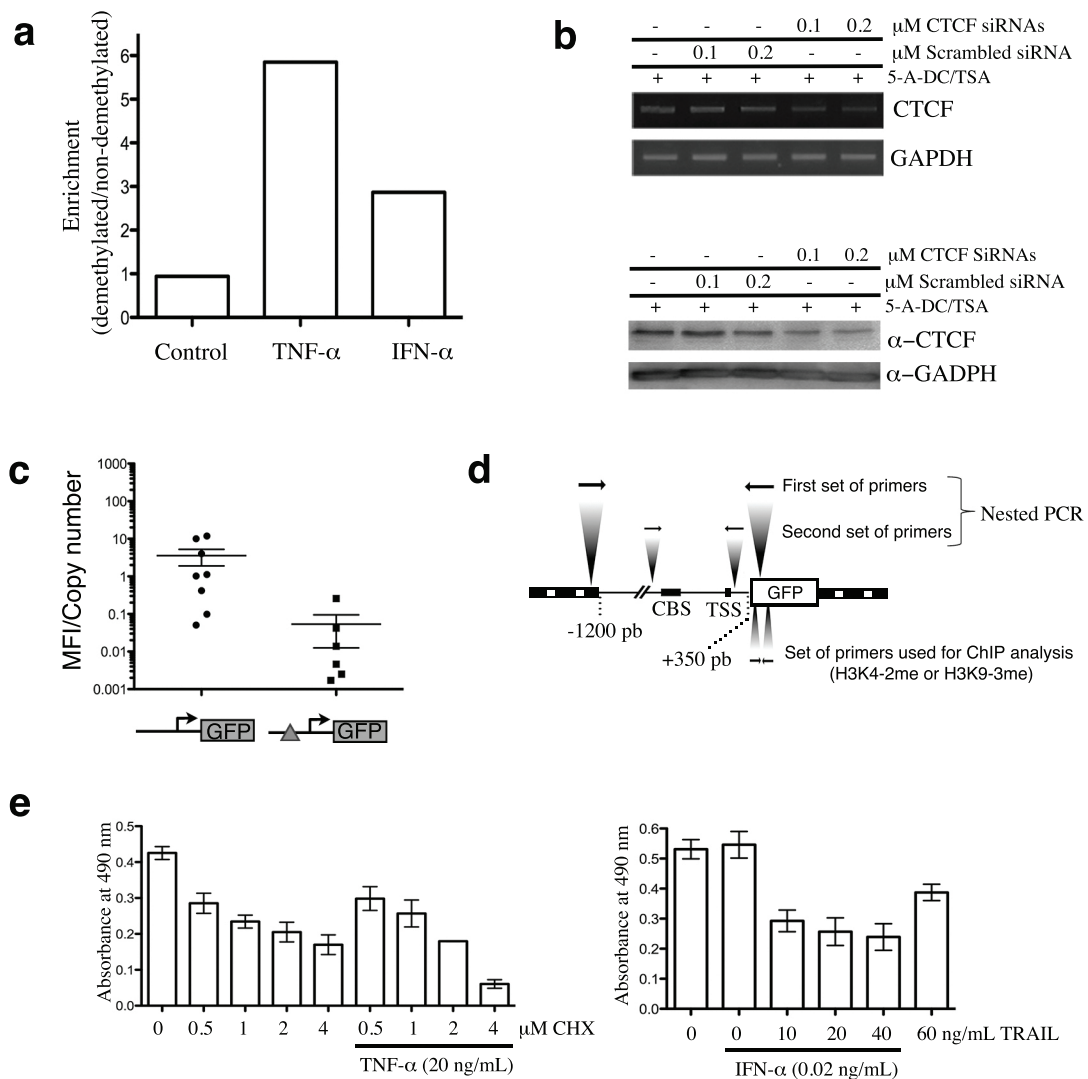 a
Enrichment
(demethylated/non-demethylated)
6
5
4
3
2
1
0
Control TNF-α IFN-α
b
- - - 0.1 0.2 μM CTCF siRNAs
- 0.1 0.2 - - μM Scrambled siRNA
+ + + + + 5-A-DC/TSA
CTCF
GAPDH
- - - 0.1 0.2 μM CTCF SiRNAs
- 0.1 0.2 - - μM Scrambled siRNA
+ + + + + 5-A-DC/TSA
α-CTCF
α-GADPH
c
MFI/Copy number
1000
100
10
1
0.1
0.01
0.001
GFP GFP
d
First set of primers
Second set of primers
Nested PCR
GFP
CBS TSS
-1200 pb
+350 pb
Set of primers used for ChIP analysis
(H3K4-2me or H3K9-3me)
e
Absorbance at 490 nm
0.5
0.4
0.3
0.2
0.1
0.0
0 0.5 1 2 4 0.5 1 2 4 μM CHX
TNF-α (20 ng/mL)
Absorbance at 490 nm
0.6
0.5
0.4
0.3
0.2
0.1
0.0
0 0 10 20 40 60 ng/mL TRAIL
IFN-α (0.02 ng/mL)